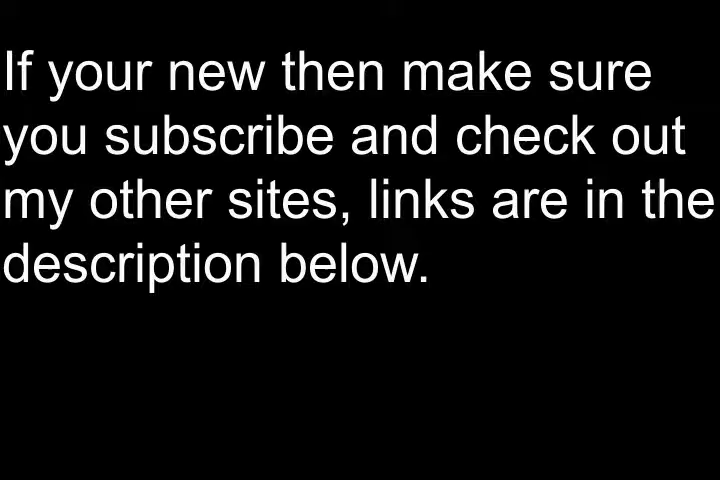 If your new then make sure
you subscribe and check out
my other sites, links are in the
description below.